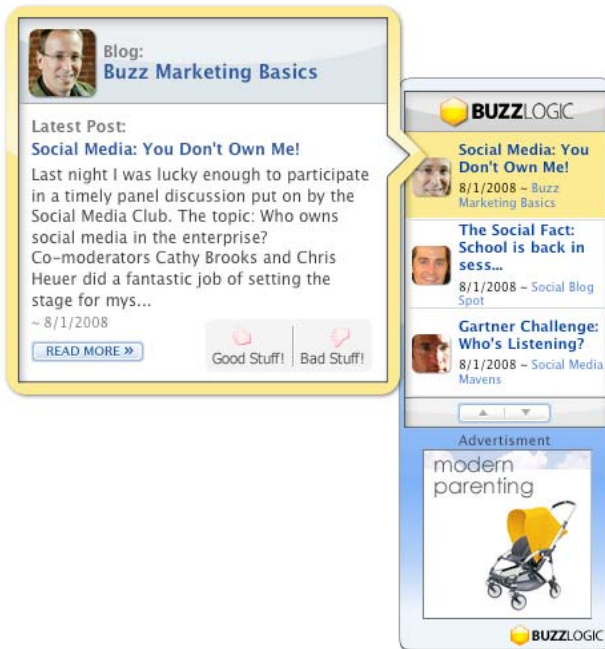 Blog:
Buzz Marketing Basics
Latest Post:
Social Media: You Don't Own Me!
Last night I was lucky enough to participate
in a timely panel discussion put on by the
Social Media Club. The topic: Who owns
social media in the enterprise?
Co-moderators Cathy Brooks and Chris
Heuer did a fantastic job of setting the
stage for mys...
~ 8/1/2008
READ MORE »
Good Stuff!
Bad Stuff!
BUZZLOGIC
Social Media: You
Don't Own Me!
8/1/2008 ~ Buzz
Marketing Basics
The Social Fact:
School is back in
sess...
8/1/2008 ~ Social Blog
Spot
Gartner Challenge:
Who's Listening?
8/1/2008 ~ Social Media
Mavens
Advertisment
modern
parenting
BUZZLOGIC